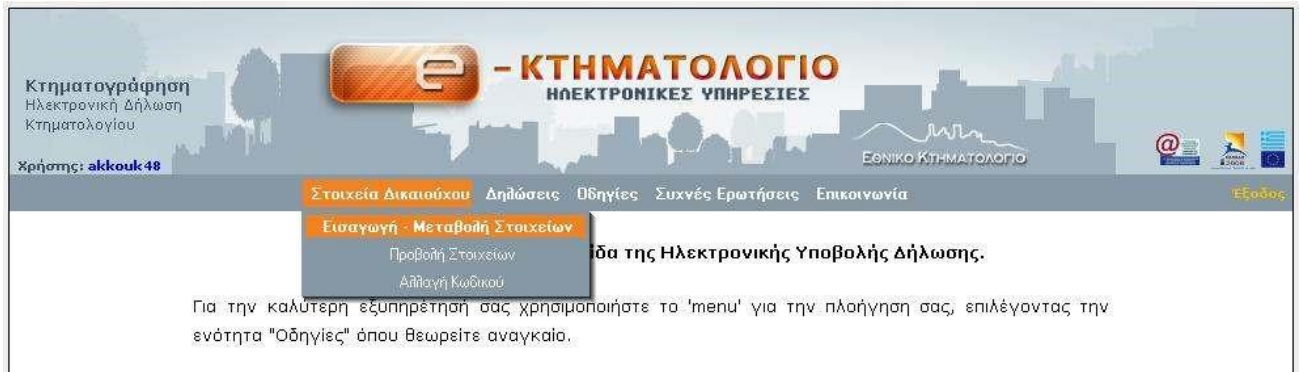 e - ΚΤΗΜΑΤΟΛΟΓΙΟ
ΗΛΕΚΤΡΟΝΙΚΕΣ ΥΠΗΡΕΣΙΕΣ
Κτηματογράφηση
Ηλεκτρονική Δήλωση
Κτηματολογίου
Χρήστης: akkouk48
ΕΘΝΙΚΟ ΚΤΗΜΑΤΟΛΟΓΙΟ
Στοιχεία Δικαιούχου Δηλώσεις Οδηγίες Συχνές Ερωτήσεις Επικοινωνία Έξοδος
Εισαγωγή - Μεταβολή Στοιχείων
Προβολή Στοιχείων
Αλλαγή Κωδικού
ίδα της Ηλεκτρονικής Υποβολής Δήλωσης.
Για την καλύτερη εξυπηρέτησή σας χρησιμοποιήστε το 'menu' για την πλοήγηση σας, επιλέγοντας την
ενότητα "Οδηγίες" όπου θεωρείτε αναγκαίο.